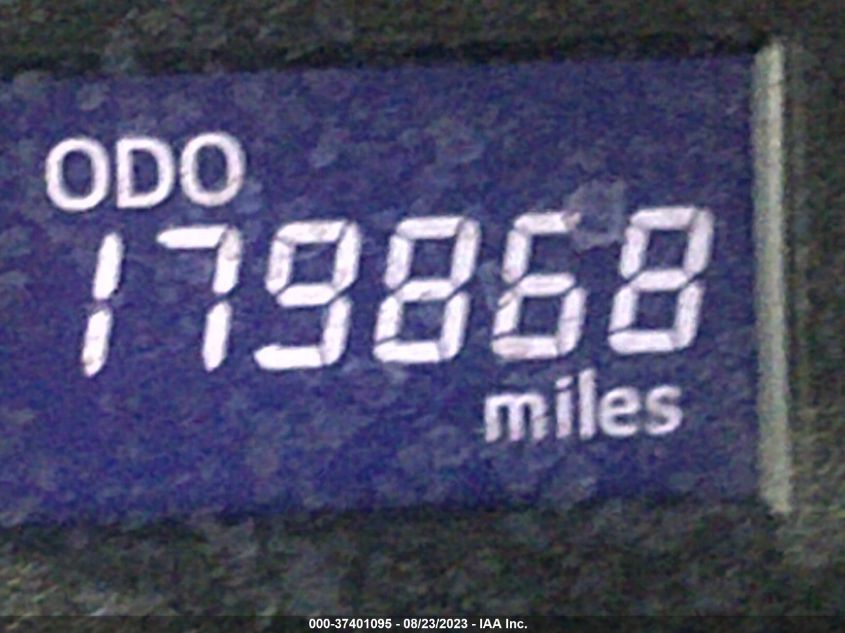 ODO
179868
miles
000-37401095 - 08/23/2023 - IAA Inc.